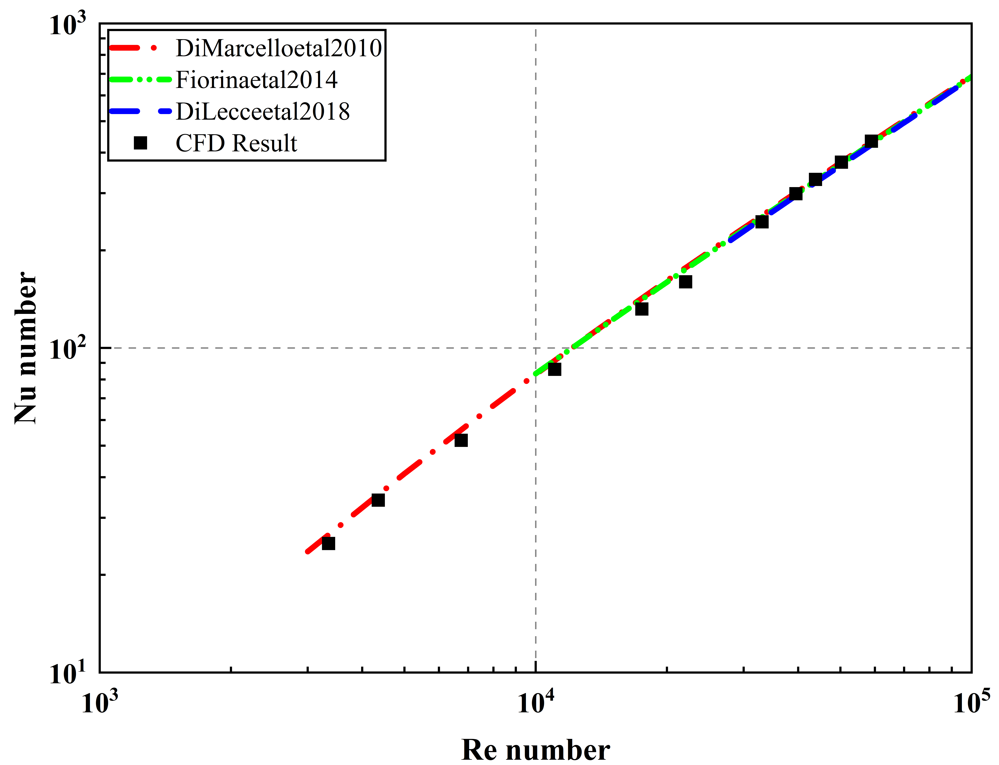 10³
DiMarcelloetal2010
Fiorinaetal2014
DiLecceetal2018
CFD Result
Nu number
10²
10¹
10³ 10⁴ 10⁵
Re number